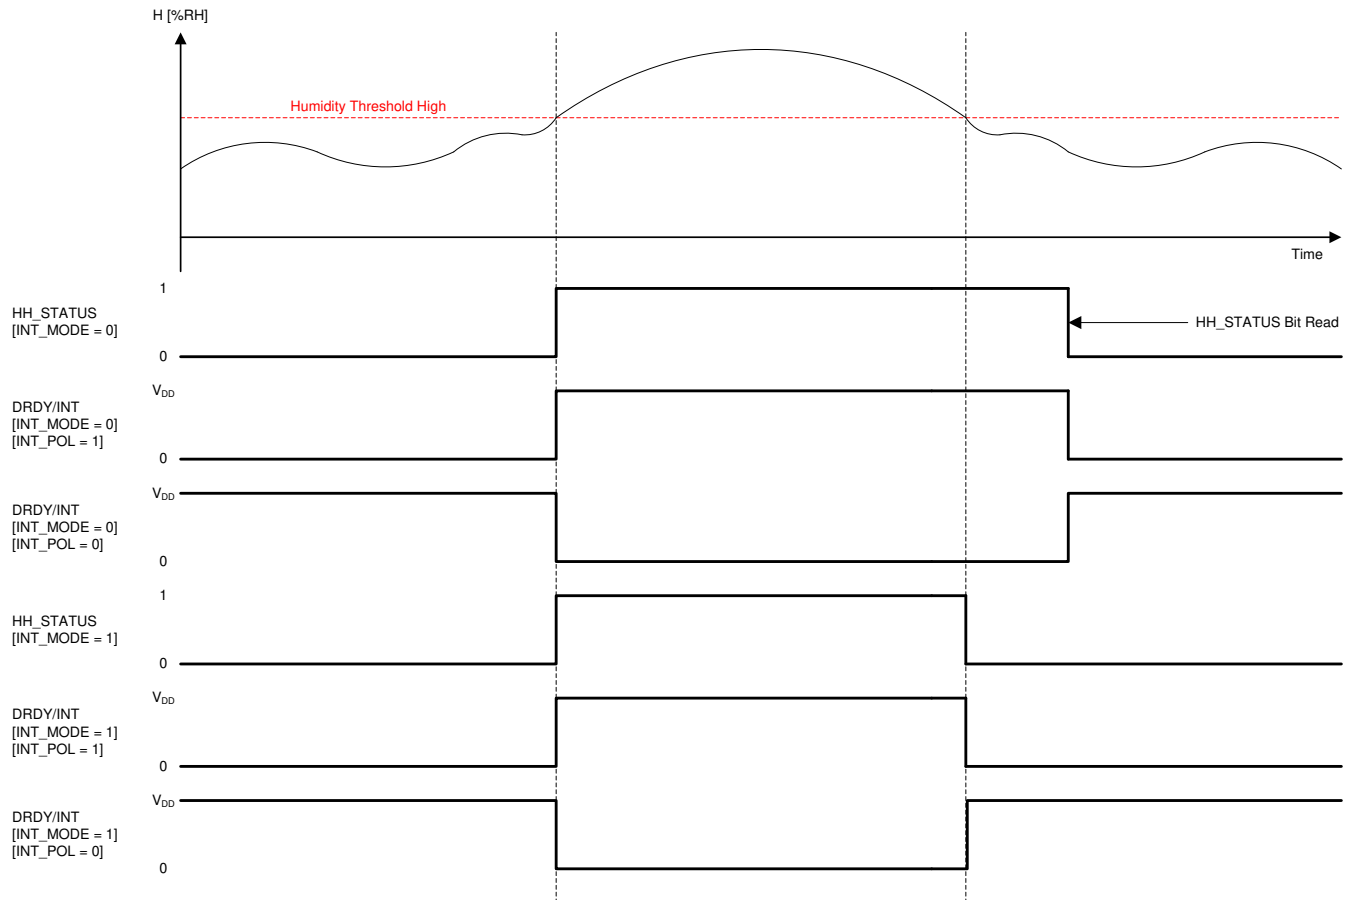 H [%RH]
Humidity Threshold High
Time
1
HH_STATUS
[INT_MODE = 0]
HH_STATUS Bit Read
0
VDD
DRDY/INT
[INT_MODE = 0]
[INT_POL = 1]
0
VDD
DRDY/INT
[INT_MODE = 0]
[INT_POL = 0]
0
1
HH_STATUS
[INT_MODE = 1]
0
VDD
DRDY/INT
[INT_MODE = 1]
[INT_POL = 1]
0
VDD
DRDY/INT
[INT_MODE = 1]
[INT_POL = 0]
0